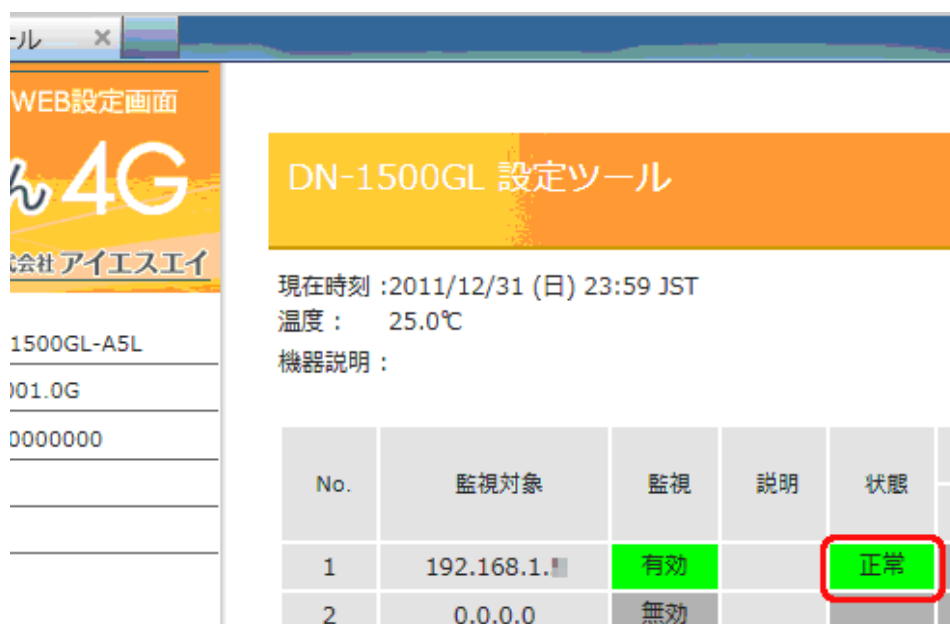 ール ×
WEB設定画面
ん4G
会社 アイエスエイ
1500GL-A5L
001.0G
0000000
DN-1500GL 設定ツール
現在時刻 :2011/12/31 (日) 23:59 JST
温度： 25.0℃
機器説明：
No. 監視対象 監視 説明 状態
1 192.168.1. 有効 正常
2 0.0.0.0 無効